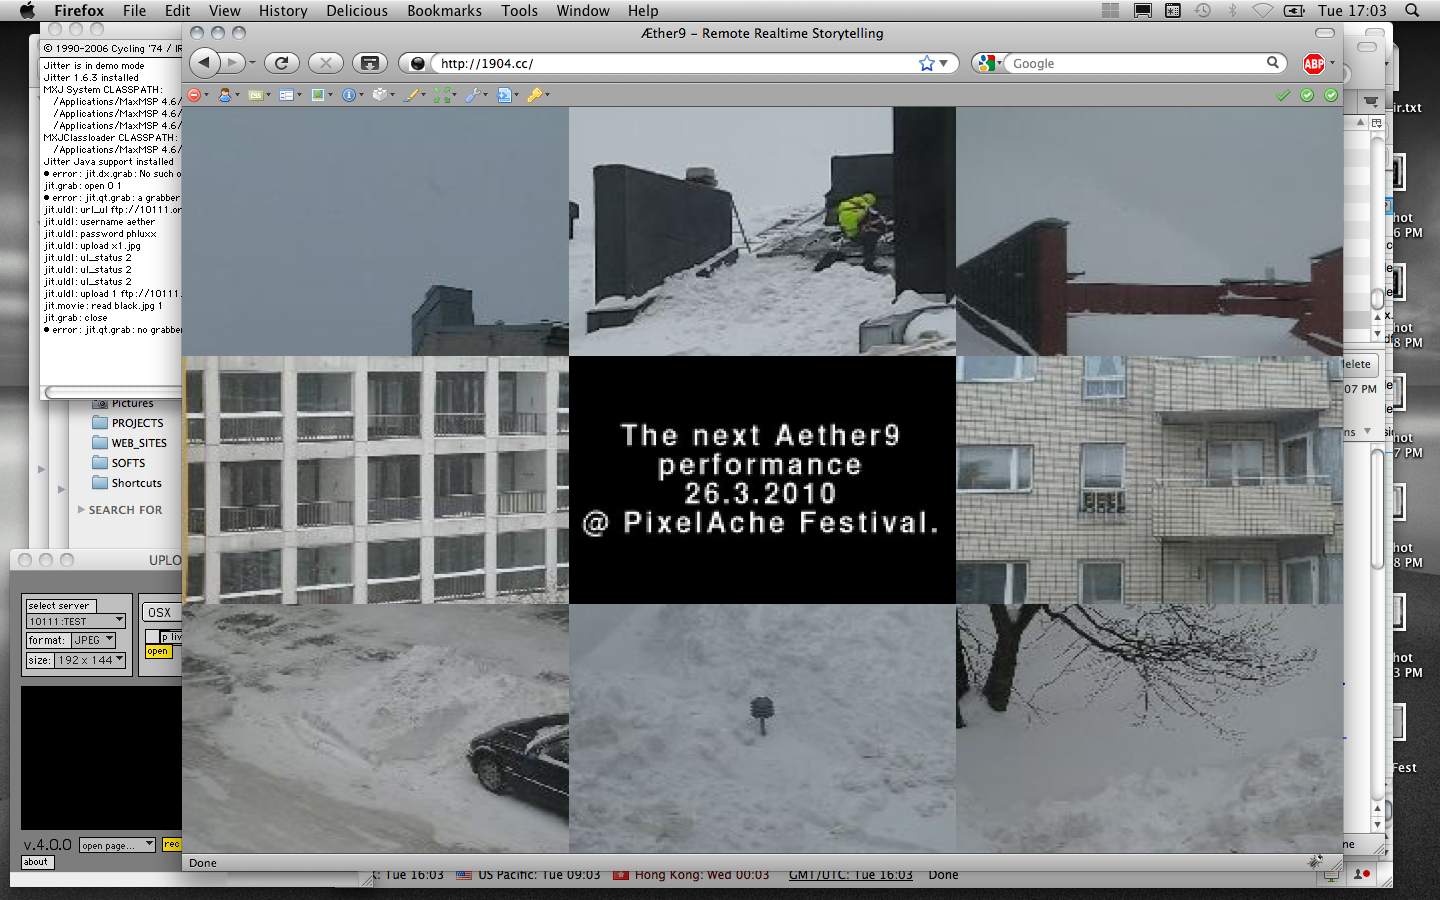 Firefox File Edit View History Delicious Bookmarks Tools Window Help Tue 17:03
Æther9 - Remote Realtime Storytelling
http://1904.cc/ Google ABP
© 1990-2006 Cycling '74 / IR
Jitter is in demo mode
Jitter 1.6.3 installed
MXJ System CLASSPATH:
/Applications/MaxMSP 4.6/
/Applications/MaxMSP 4.6/
/Applications/MaxMSP 4.6/
MXJClassloader CLASSPATH:
/Applications/MaxMSP 4.6/
Jitter Java support installed
● error: jit.dx.grab: No such o
jit.grab: open 0 1
● error: jit.qt.grab: a grabber
jit.uldl: url_ul ftp://10111.or
jit.uldl: username aether
jit.uldl: password phluxx
jit.uldl: upload x1.jpg
jit.uldl: ul_status 2
jit.uldl: ul_status 2
jit.uldl: ul_status 2
jit.uldl: upload 1 ftp://10111.
jit.movie: read black.jpg 1
jit.grab: close
● error: jit.qt.grab: no grabbe
Pictures
PROJECTS
WEB_SITES
SOFTS
Shortcuts
SEARCH FOR
The next Aether9
performance
26.3.2010
@ PixelAche Festival.
UPLO
select server
10111:TEST
format: JPEG
size: 192 x 144
OSX
p liv
open
v.4.0.0 open page... rec
about
ir.txt
hot
6 PM
hot
8 PM
elete
07 PM
hot
7 PM
hot
8 PM
hot
3 PM
Fest
ne
Done
: Tue 16:03 US Pacific: Tue 09:03 Hong Kong: Wed 00:03 GMT/UTC: Tue 16:03 Done